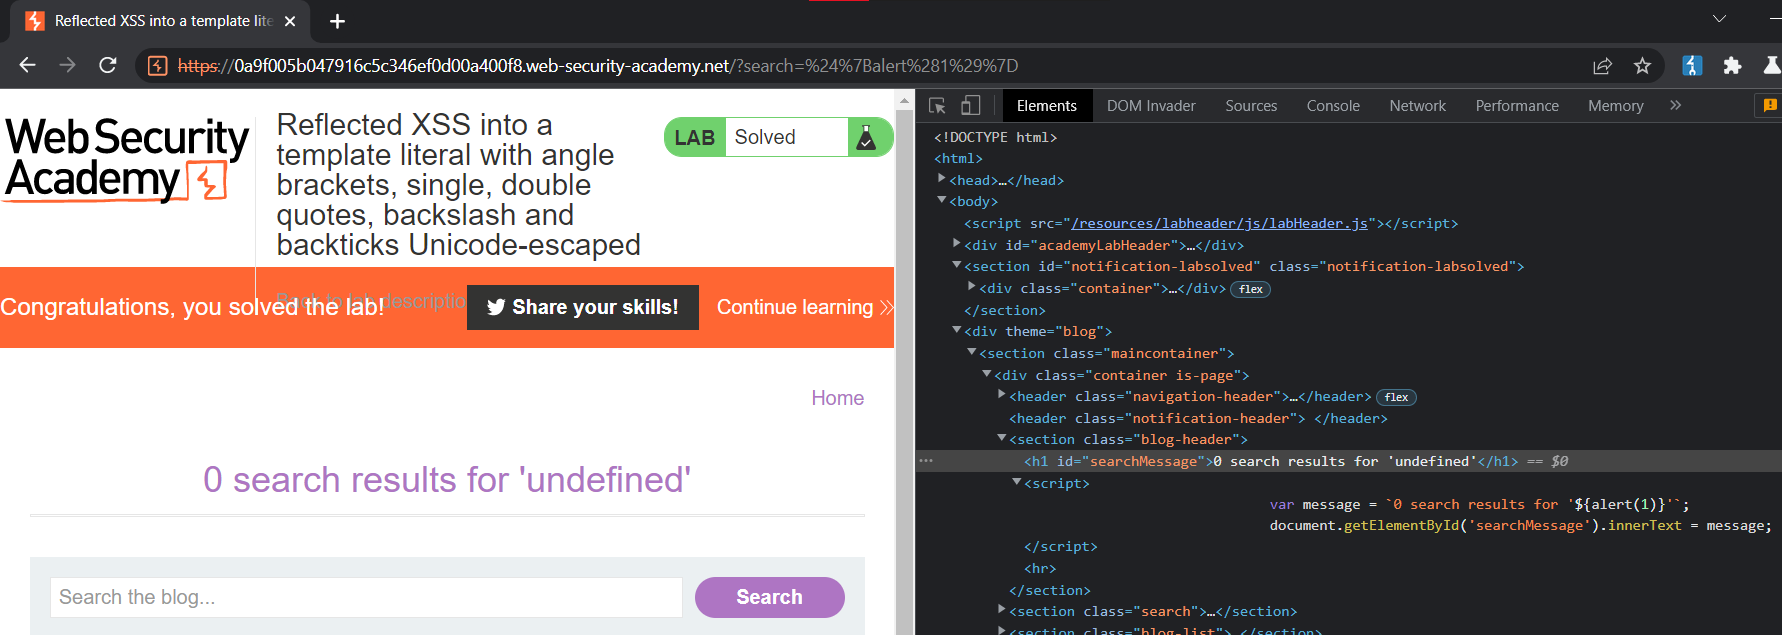 Reflected XSS into a template lite
https://0a9f005b047916c5c346ef0d00a400f8.web-security-academy.net/?search=%24%7Balert%281%29%7D
Web Security
Academy
Reflected XSS into a
template literal with angle
brackets, single, double
quotes, backslash and
backticks Unicode-escaped
LAB Solved
Back to lab descriptio
Congratulations, you solved the lab!
Share your skills!
Continue learning
Home
0 search results for 'undefined'
Search the blog...
Search
Elements DOM Invader Sources Console Network Performance Memory
<!DOCTYPE html>
<html>
<head>…</head>
<body>
<script src="/resources/labheader/js/labHeader.js"></script>
<div id="academyLabHeader">…</div>
<section id="notification-labsolved" class="notification-labsolved">
<div class="container">…</div> flex
</section>
<div theme="blog">
<section class="maincontainer">
<div class="container is-page">
<header class="navigation-header">…</header> flex
<header class="notification-header"> </header>
<section class="blog-header">
<h1 id="searchMessage">0 search results for 'undefined'</h1> == $0
<script>
var message = `0 search results for '${alert(1)}'`;
document.getElementById('searchMessage').innerText = message;
</script>
<hr>
</section>
<section class="search">…</section>
<section class="blog-list"> </section>